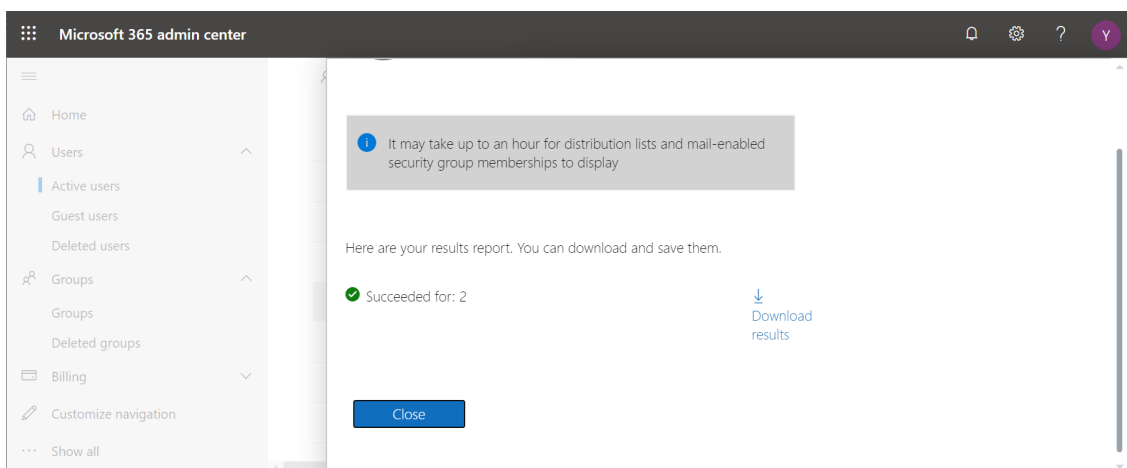 Microsoft 365 admin center
?
Y
Home
Users
Active users
Guest users
Deleted users
Groups
Groups
Deleted groups
Billing
Customize navigation
Show all
It may take up to an hour for distribution lists and mail-enabled
security group memberships to display
Here are your results report. You can download and save them.
Succeeded for: 2
Download
results
Close